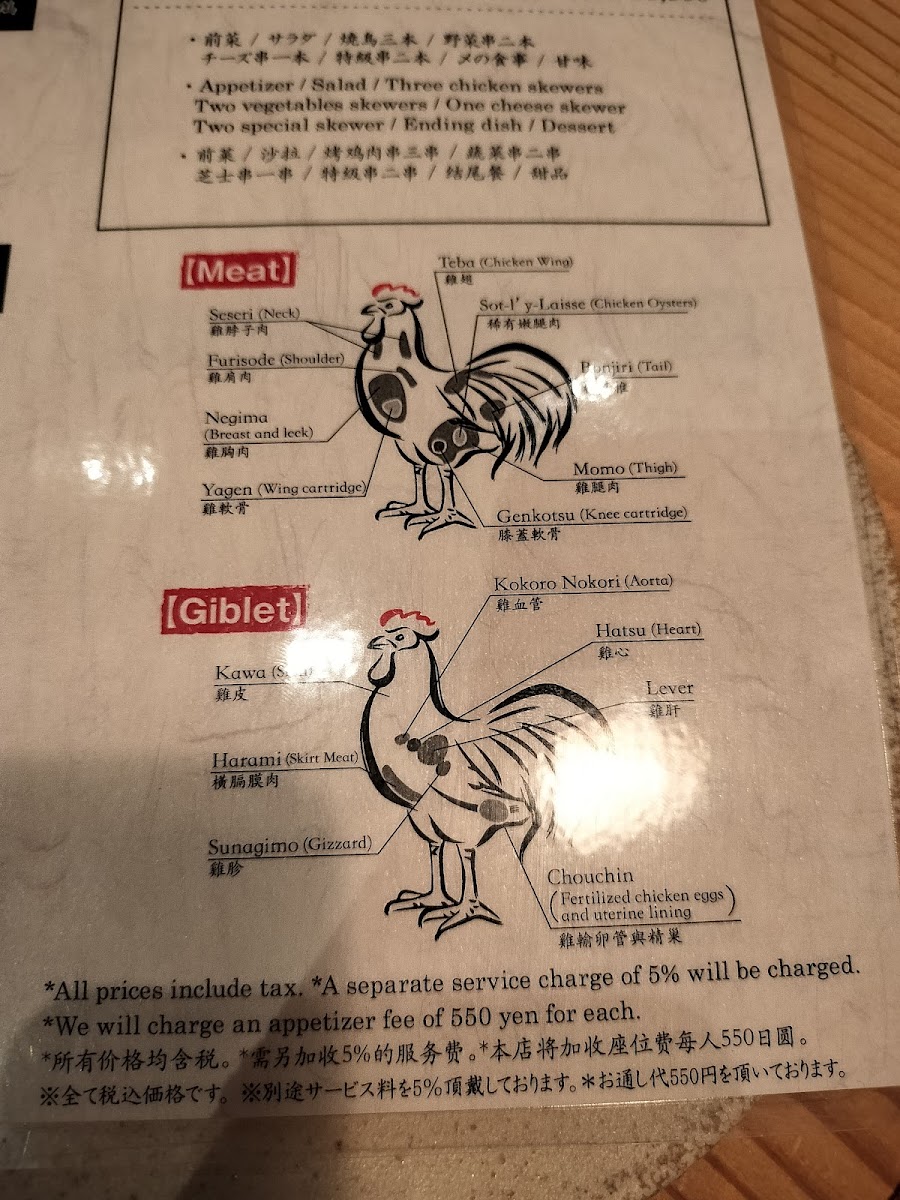 ・前菜 / サラダ / 焼鳥三本 / 野菜串二本
チーズ串一本 / 特級串二本 / 〆の食事 / 甘味
・Appetizer / Salad / Three chicken skewers
Two vegetables skewers / One cheese skewer
Two special skewer / Ending dish / Dessert
・前菜 / 沙拉 / 烤鸡肉串三串 / 蔬菜串二串
芝士串一串 / 特級串二串 / 结尾餐 / 甜品
【Meat】
Teba (Chicken Wing)
雞翅
Sot-l'y-Laisse (Chicken Oysters)
稀有嫩腿肉
Seseri (Neck)
雞脖子肉
Furisode (Shoulder)
雞肩肉
Bonjiri (Tail)
Negima
(Breast and leek)
雞胸肉
Momo (Thigh)
雞腿肉
Yagen (Wing cartridge)
雞軟骨
Genkotsu (Knee cartridge)
膝蓋軟骨
【Giblet】
Kokoro Nokori (Aorta)
雞血管
Hatsu (Heart)
雞心
Kawa
雞皮
Lever
雞肝
Harami (Skirt Meat)
橫膈膜肉
Sunagimo (Gizzard)
雞胗
Chouchin
(Fertilized chicken eggs
and uterine lining)
雞輸卵管與精巢
*All prices include tax. *A separate service charge of 5% will be charged.
*We will charge an appetizer fee of 550 yen for each.
*所有价格均含税。*需另加收5%的服务费。*本店将加收座位费每人550日圆。
※全て税込価格です。※別途サービス料を5%頂戴しております。＊お通し代550円を頂いております。